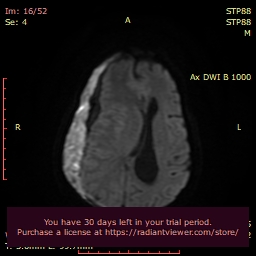 Im: 16/52
Se: 4
STP88
STP88
M
A
Ax DWI B 1000
R
L
You have 30 days left in your trial period.
Purchase a license at https://radiantviewer.com/store/